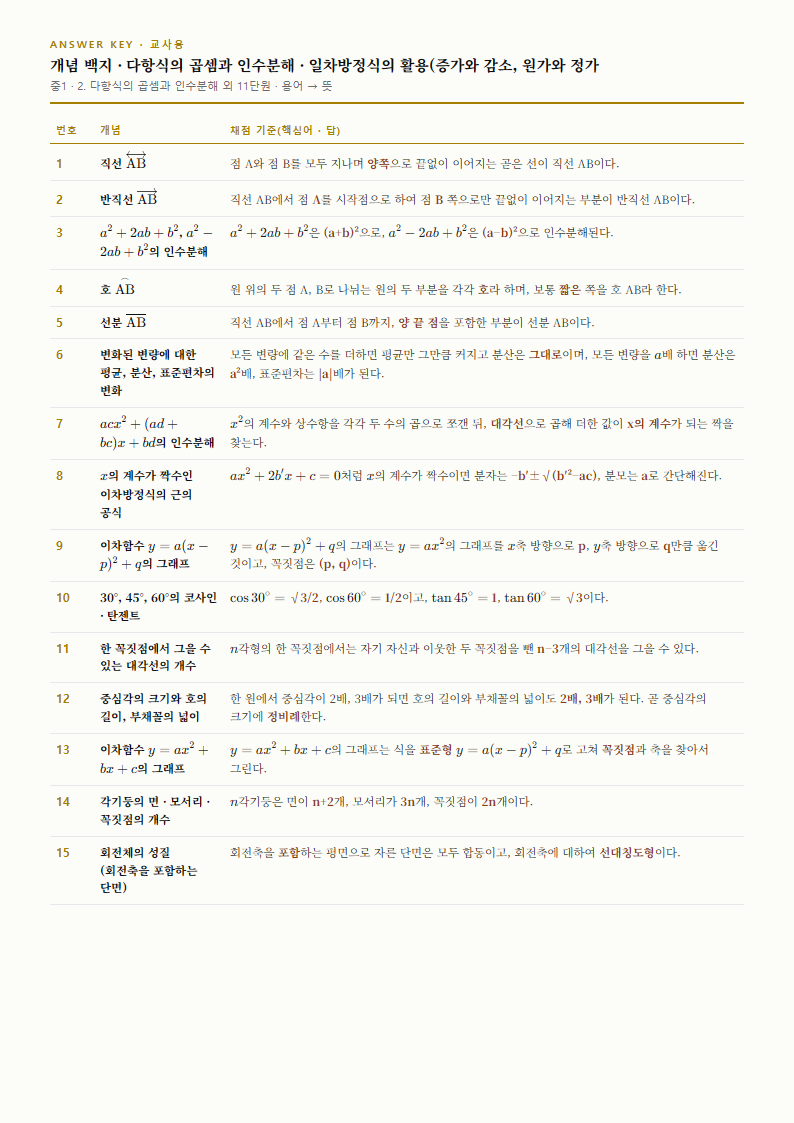 ANSWER KEY · 교사용
개념 백지 · 다항식의 곱셈과 인수분해 · 일차방정식의 활용(증가와 감소, 원가와 정가
중1 · 2. 다항식의 곱셈과 인수분해 외 11단원 · 용어 → 뜻
번호 개념 채점 기준(핵심어 · 답)
1 직선 \overleftrightarrow{AB} 점 A와 점 B를 모두 지나며 양쪽으로 끝없이 이어지는 곧은 선이 직선 AB이다.
2 반직선 \overrightarrow{AB} 직선 AB에서 점 A를 시작점으로 하여 점 B 쪽으로만 끝없이 이어지는 부분이 반직선 AB이다.
3 a² + 2ab + b², a² − a² + 2ab + b²은 (a+b)²으로, a² − 2ab + b²은 (a−b)²으로 인수분해된다.
2ab + b²의 인수분해
4 호 \overset{\frown}{AB} 원 위의 두 점 A, B로 나뉘는 원의 두 부분을 각각 호라 하며, 보통 짧은 쪽을 호 AB라 한다.
5 선분 \overline{AB} 직선 AB에서 점 A부터 점 B까지, 양 끝 점을 포함한 부분이 선분 AB이다.
6 변화된 변량에 대한 모든 변량에 같은 수를 더하면 평균만 그만큼 커지고 분산은 그대로이며, 모든 변량을 a배 하면 분산은
평균, 분산, 표준편차의 a²배, 표준편차는 |a|배가 된다.
변화
7 acx² + (ad + x²의 계수와 상수항을 각각 두 수의 곱으로 쪼갠 뒤, 대각선으로 곱해 더한 값이 x의 계수가 되는 짝을
bc)x + bd의 인수분해 찾는다.
8 x의 계수가 짝수인 ax² + 2b′x + c = 0처럼 x의 계수가 짝수이면 분자는 −b′±√(b′²−ac), 분모는 a로 간단해진다.
이차방정식의 근의
공식
9 이차함수 y = a(x − y = a(x − p)² + q의 그래프는 y = ax²의 그래프를 x축 방향으로 p, y축 방향으로 q만큼 옮긴
p)² + q의 그래프 것이고, 꼭짓점은 (p, q)이다.
10 30°, 45°, 60°의 코사인 cos 30° = √3/2, cos 60° = 1/2이고, tan 45° = 1, tan 60° = √3이다.
· 탄젠트
11 한 꼭짓점에서 그을 수 n각형의 한 꼭짓점에서는 자기 자신과 이웃한 두 꼭짓점을 뺀 n−3개의 대각선을 그을 수 있다.
있는 대각선의 개수
12 중심각의 크기와 호의 한 원에서 중심각이 2배, 3배가 되면 호의 길이와 부채꼴의 넓이도 2배, 3배가 된다. 곧 중심각의
길이, 부채꼴의 넓이 크기에 정비례한다.
13 이차함수 y = ax² + y = ax² + bx + c의 그래프는 식을 표준형 y = a(x − p)² + q로 고쳐 꼭짓점과 축을 찾아서
bx + c의 그래프 그린다.
14 각기둥의 면 · 모서리 · n각기둥은 면이 n+2개, 모서리가 3n개, 꼭짓점이 2n개이다.
꼭짓점의 개수
15 회전체의 성질 회전축을 포함하는 평면으로 자른 단면은 모두 합동이고, 회전축에 대하여 선대칭도형이다.
(회전축을 포함하는
단면)